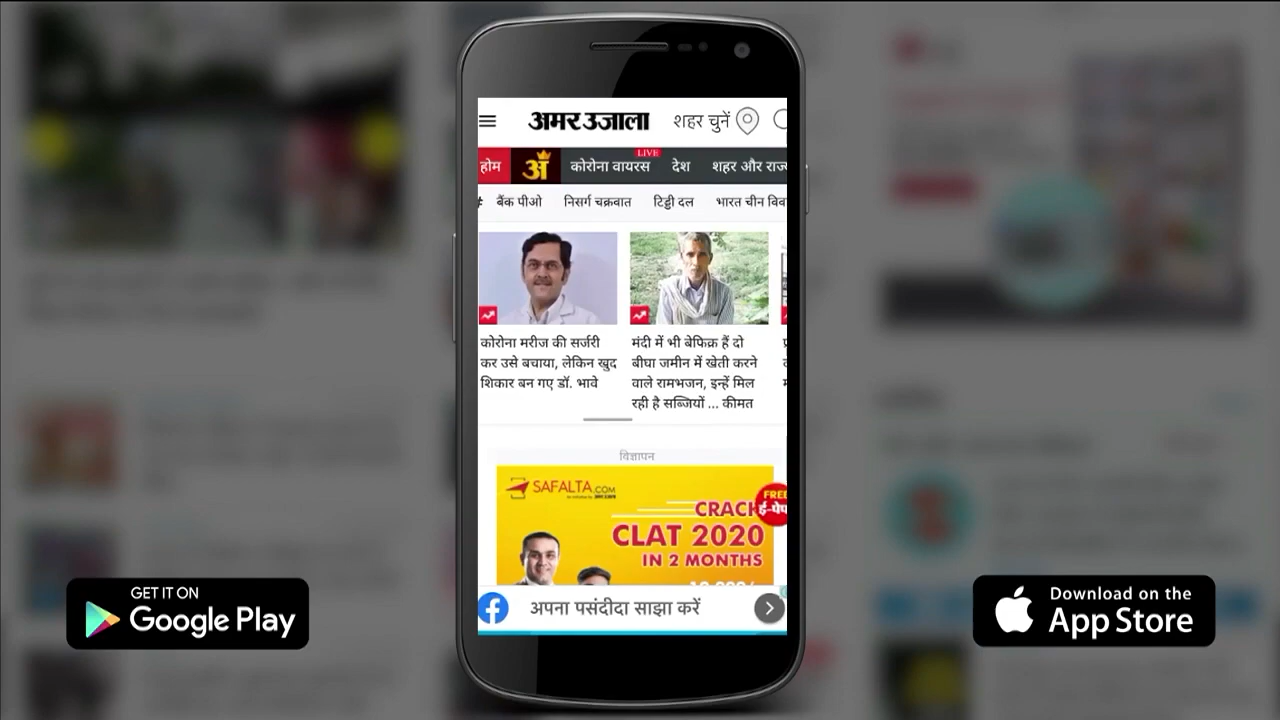 अमर उजाला
शहर चुनें
होम
अं
कोरोना वायरस
LIVE
देश
शहर और राज्
# बैंक पीओ
निसर्ग चक्रवात
टिड्डी दल
भारत चीन विवा
कोरोना मरीज की सर्जरी
कर उसे बचाया, लेकिन खुद
शिकार बन गए डॉ. भावे
मंदी में भी बेफिक्र हैं दो
बीघा जमीन में खेती करने
वाले रामभजन, इन्हें मिल
रही है सब्जियों ... कीमत
विज्ञापन
SAFALTA.COM
CRACK
CLAT 2020
IN 2 MONTHS
FREE
ई-पेप
अपना पसंदीदा साझा करें
GET IT ON
Google Play
Download on the
App Store